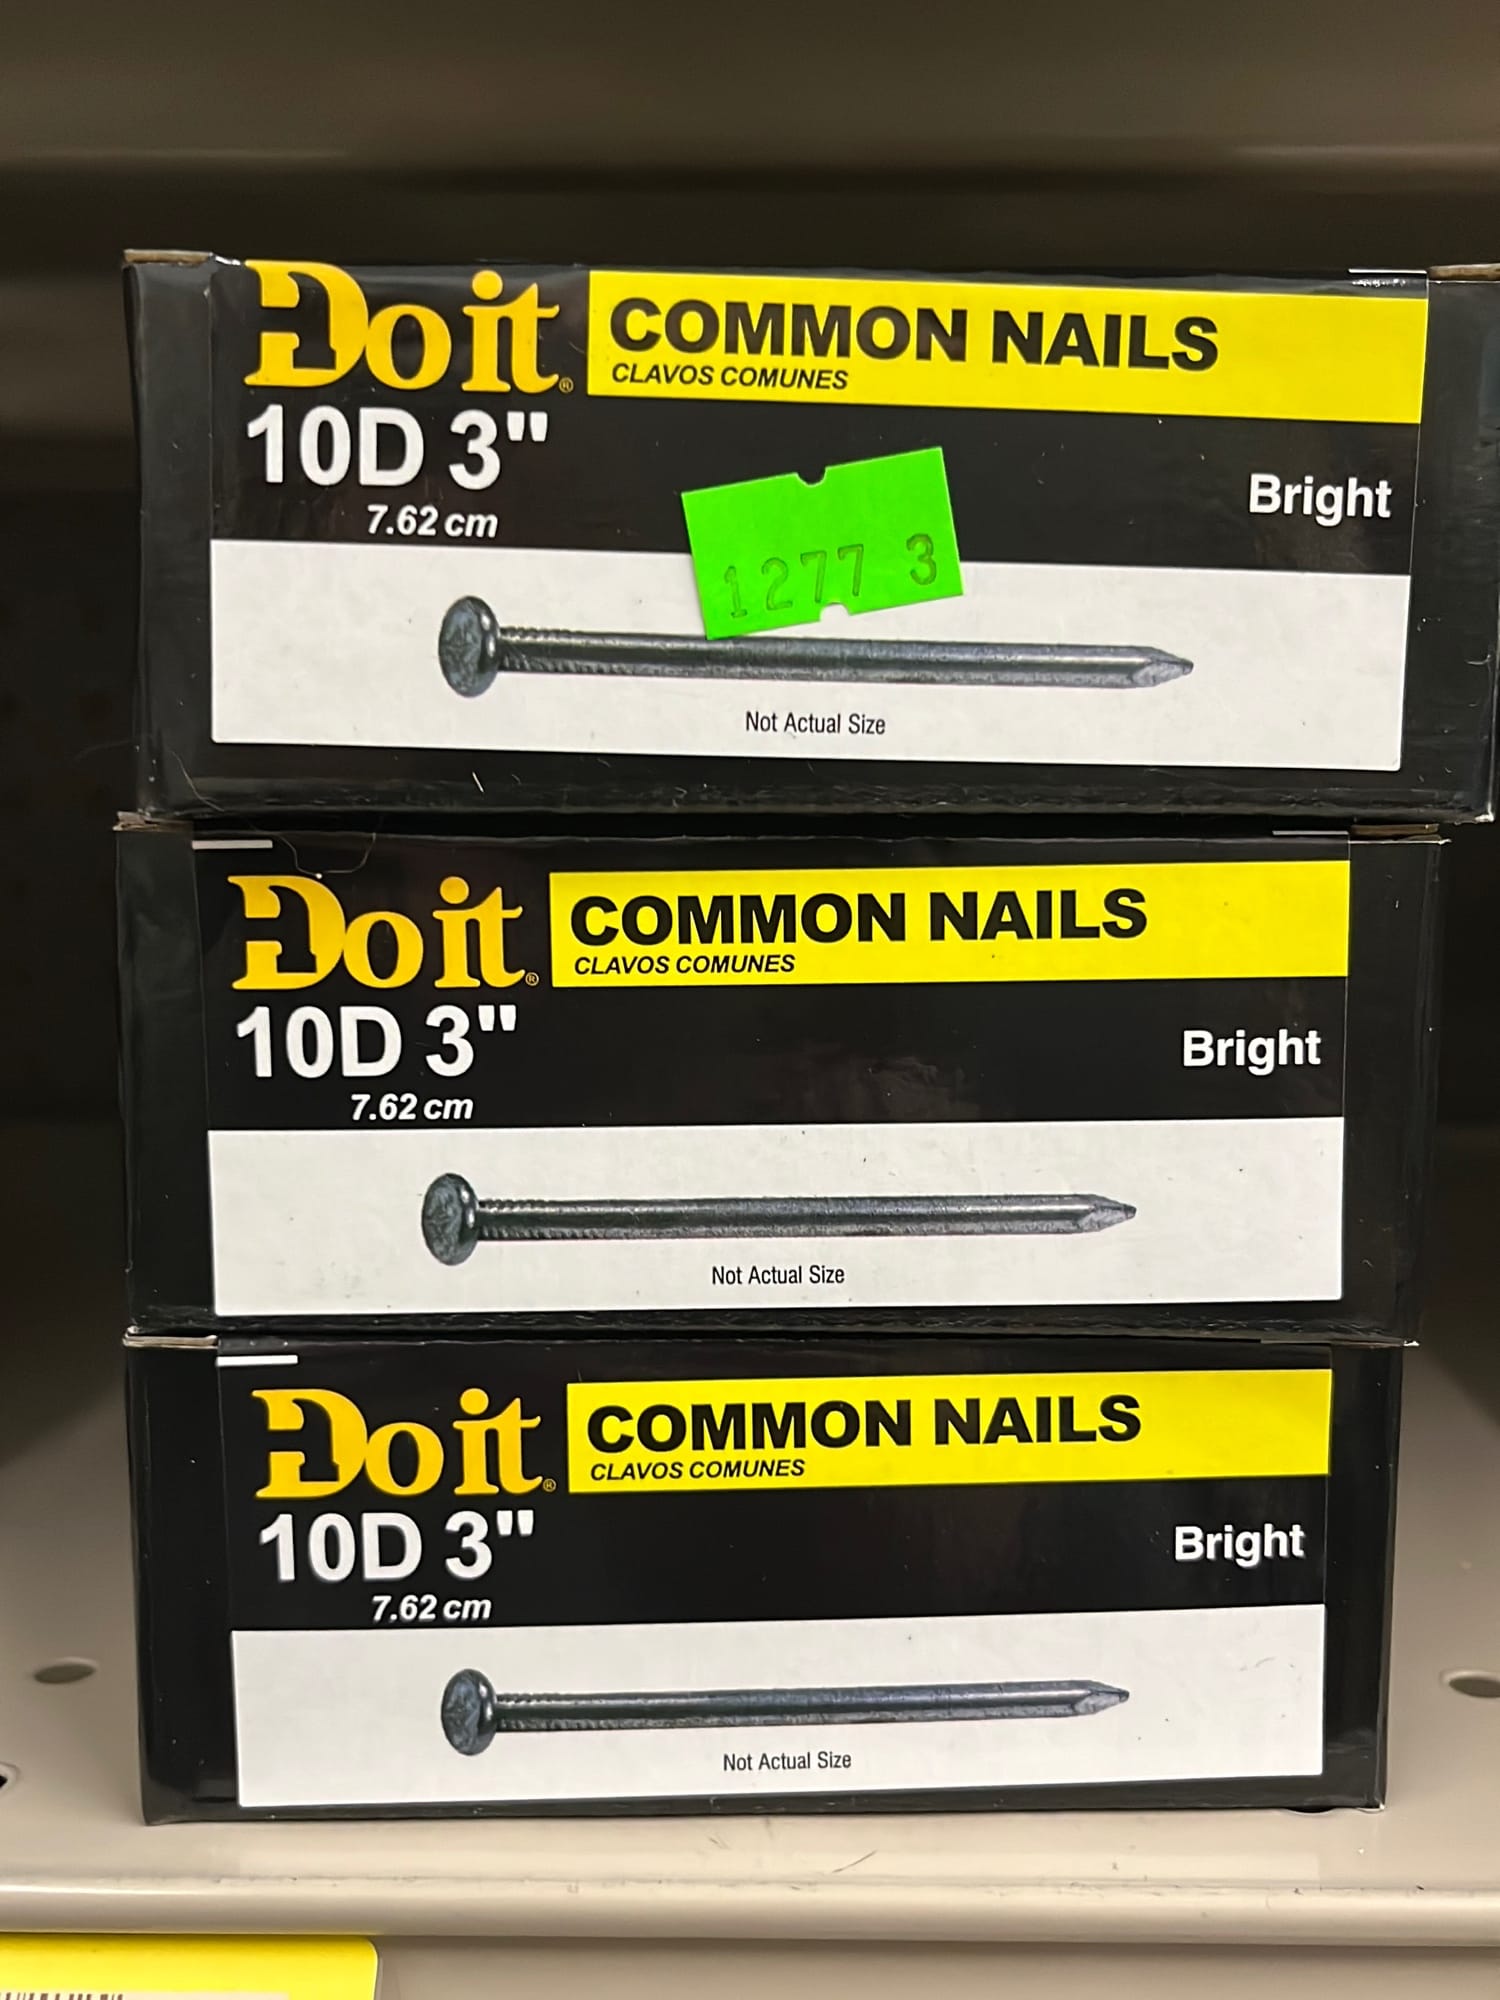 Do it® COMMON NAILS
CLAVOS COMUNES
10D 3"
7.62 cm
Bright
1277 3
Not Actual Size
Do it® COMMON NAILS
CLAVOS COMUNES
10D 3"
7.62 cm
Bright
Not Actual Size
Do it® COMMON NAILS
CLAVOS COMUNES
10D 3"
7.62 cm
Bright
Not Actual Size